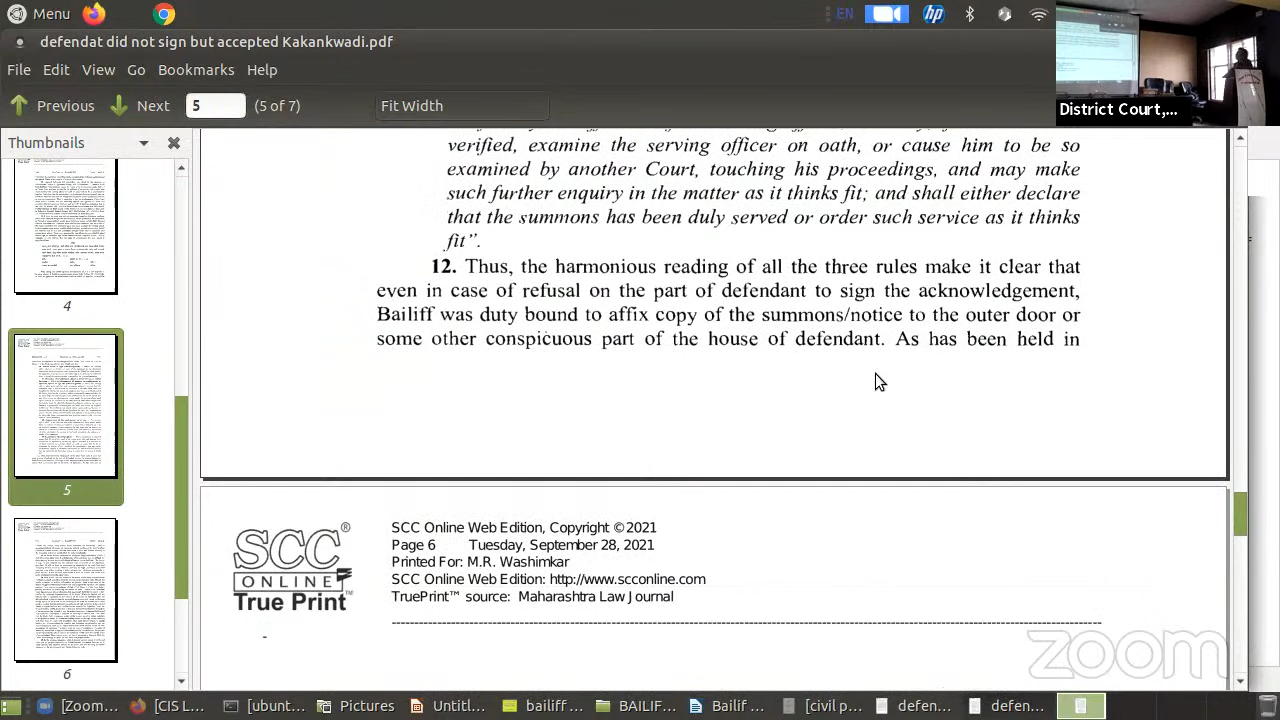 Menu
EN
hp
defendat did not sign but accepted Kakankwadi.pdf
File Edit View Go Bookmarks Help
Previous Next 5 (5 of 7) Fit Width
District Court,...
Thumbnails
4
5
6
verified, examine the serving officer on oath, or cause him to be so
examined by another Court, touching his proceedings, and may make
such further enquiry in the matter as it thinks fit; and shall either declare
that the summons has been duly served or order such service as it thinks
fit".
12. Thus, the harmonious reading of all the three rules make it clear that
even in case of refusal on the part of defendant to sign the acknowledgement,
Bailiff was duty bound to affix copy of the summons/notice to the outer door or
some other conspicuous part of the house of defendant. As has been held in
SCC®
ONLINE
True Print™
SCC Online Web Edition, Copyright © 2021
Page 6 Tuesday, September 28, 2021
Printed For: M.R. Washimkar
SCC Online Web Edition: http://www.scconline.com
TruePrint™ source: Maharashtra Law Journal
zoom
[Zoom... [CIS L... [ubunt... Pictures Untitl... bailiff-... BAILIF... Bailif ... [civil p... defen... defen...